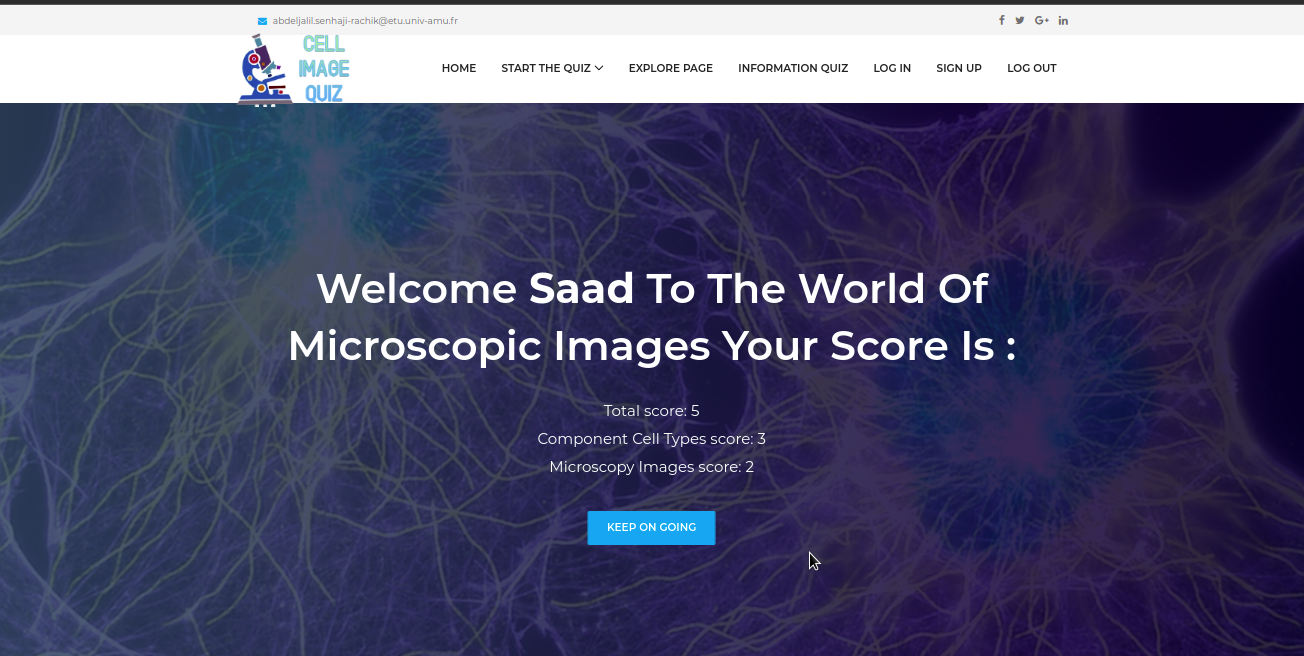 abdeljalil.senhaji-rachik@etu.univ-amu.fr
CELL
IMAGE
QUIZ
HOME START THE QUIZ EXPLORE PAGE INFORMATION QUIZ LOG IN SIGN UP LOG OUT
Welcome Saad To The World Of
Microscopic Images Your Score Is :
Total score: 5
Component Cell Types score: 3
Microscopy Images score: 2
KEEP ON GOING